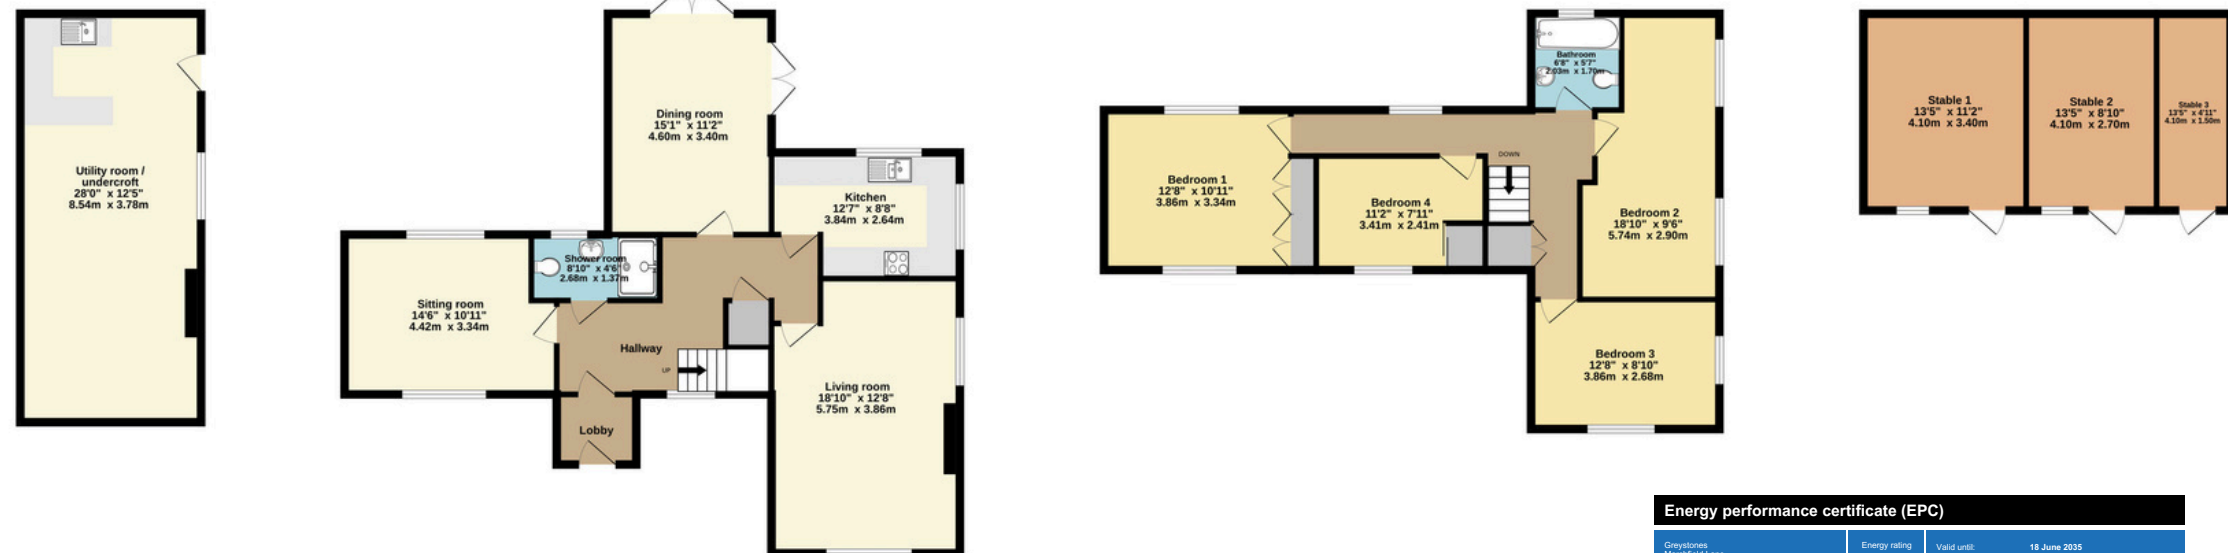 Utility room /
undercroft
28'0" x 12'5"
8.54m x 3.78m
Dining room
15'1" x 11'2"
4.60m x 3.40m
Kitchen
12'7" x 8'8"
3.84m x 2.64m
Shower room
8'10" x 4'6"
2.68m x 1.37m
Sitting room
14'6" x 10'11"
4.42m x 3.34m
Hallway
UP
Living room
18'10" x 12'8"
5.75m x 3.86m
Lobby
Bathroom
6'8" x 5'7"
2.03m x 1.70m
DOWN
Bedroom 1
12'8" x 10'11"
3.86m x 3.34m
Bedroom 4
11'2" x 7'11"
3.41m x 2.41m
Bedroom 2
18'10" x 9'6"
5.74m x 2.90m
Bedroom 3
12'8" x 8'10"
3.86m x 2.68m
Stable 1
13'5" x 11'2"
4.10m x 3.40m
Stable 2
13'5" x 8'10"
4.10m x 2.70m
Stable 3
13'5" x 4'11"
4.10m x 1.50m
Energy performance certificate (EPC)
Greystones
Energy rating
Valid until:
18 June 2035